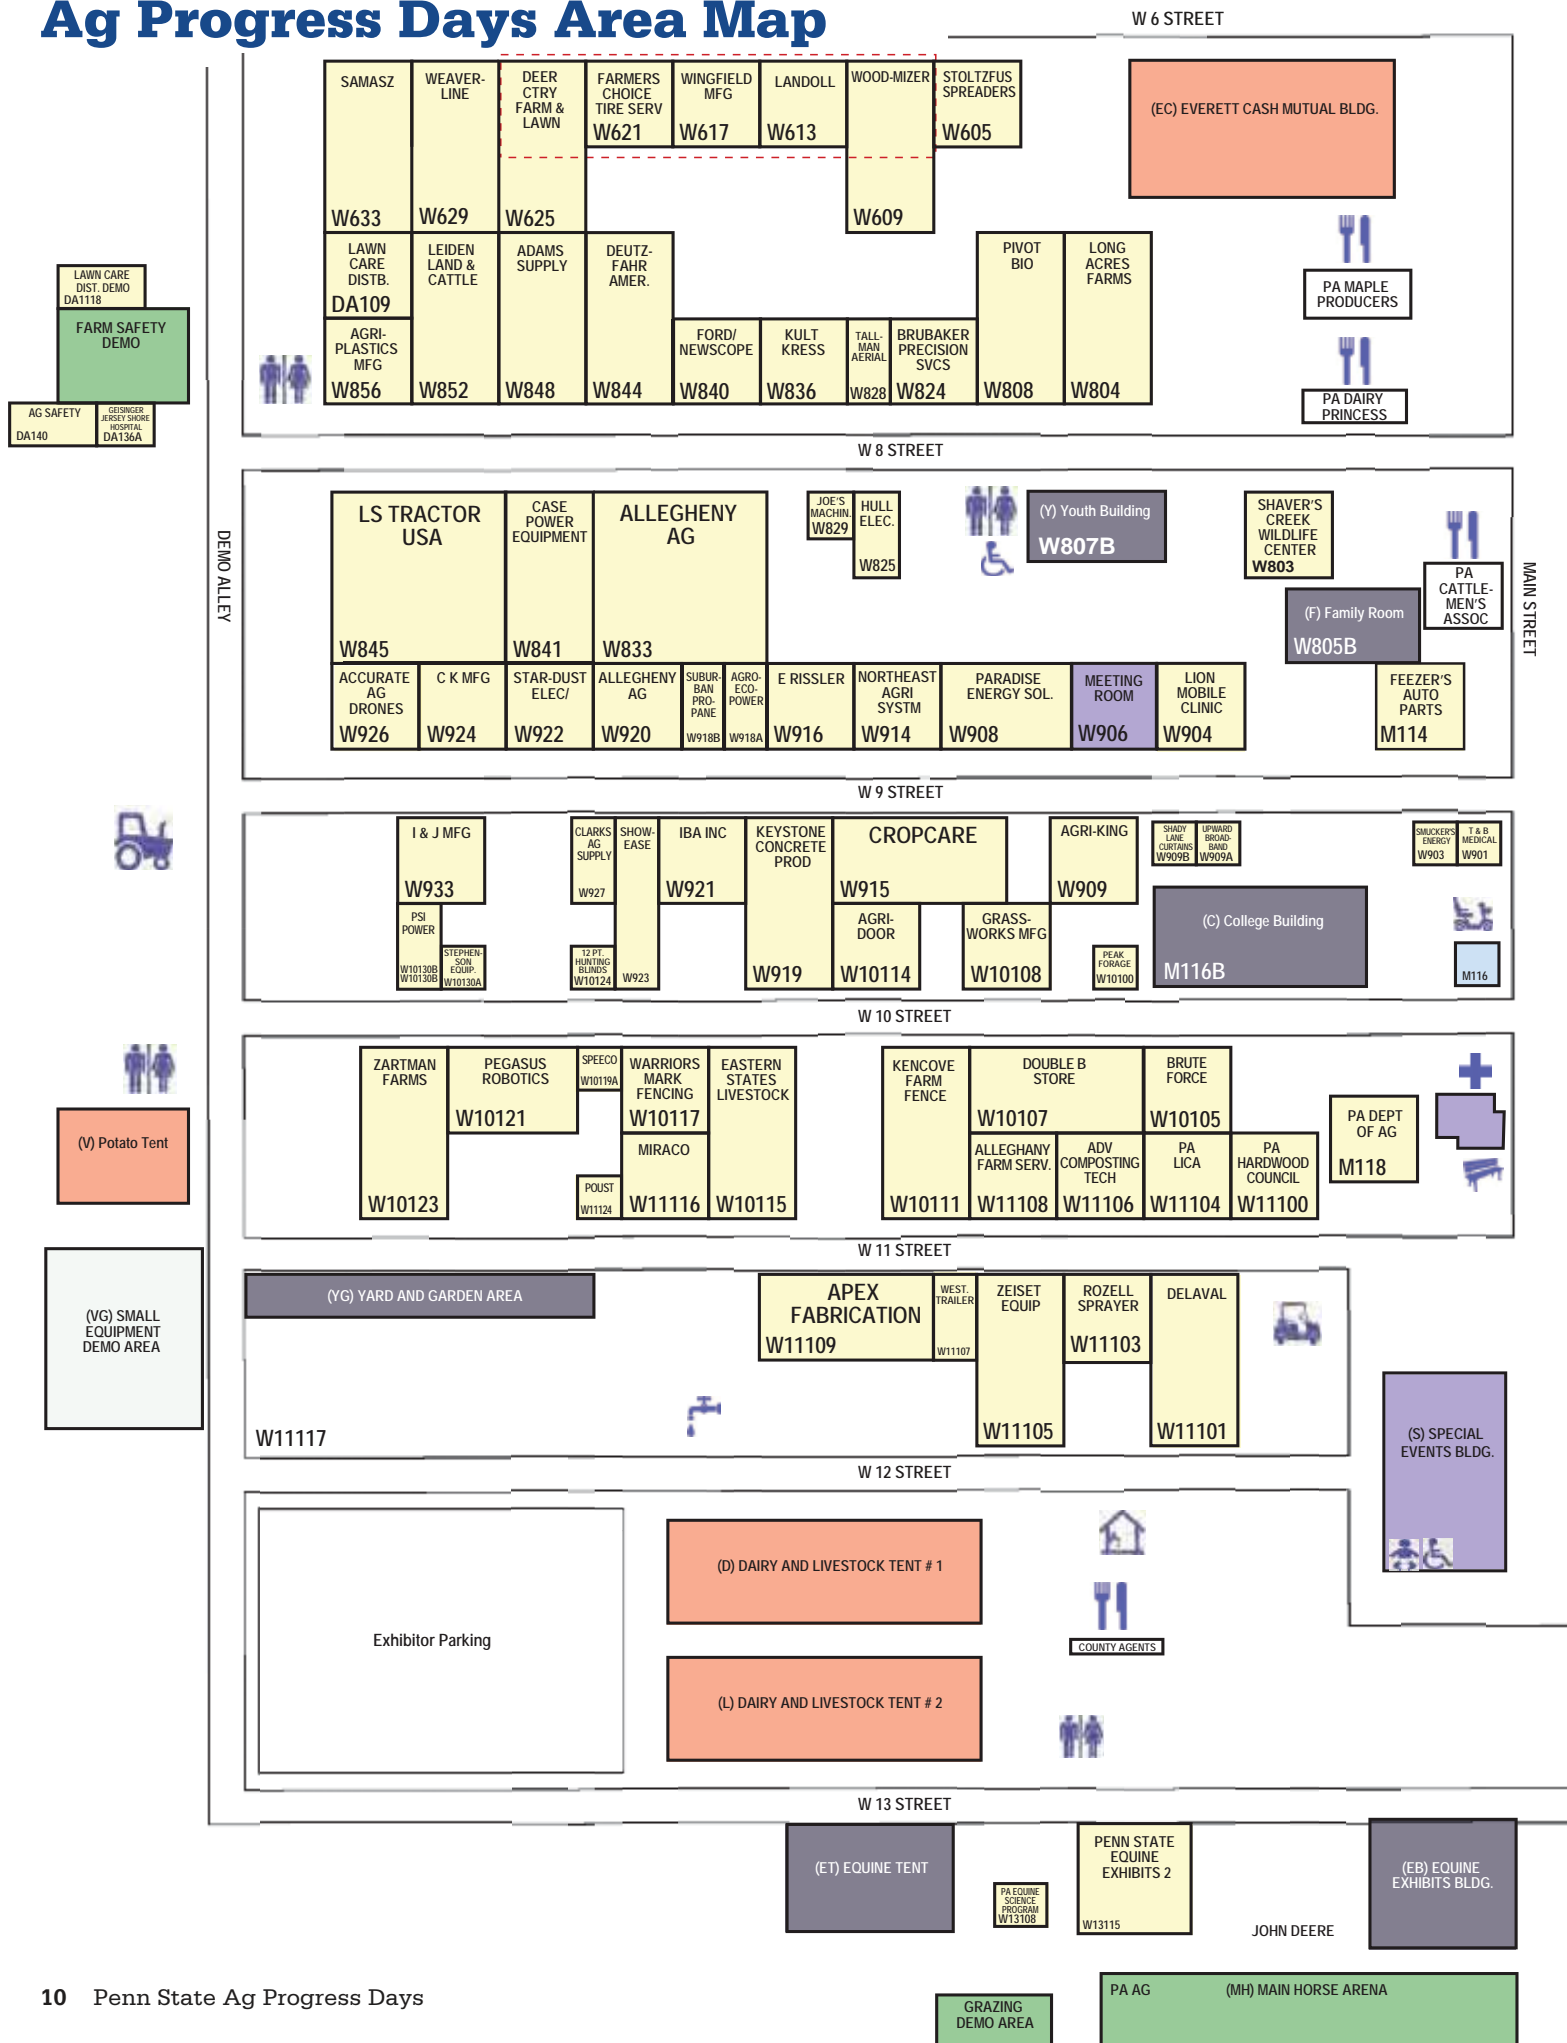 Ag Progress Days Area Map
W 6 STREET
SAMASZ
W633
WEAVER-
LINE
W629
DEER
CTRY
FARM &
LAWN
W625
FARMERS
CHOICE
TIRE SERV
W621
WINGFIELD
MFG
W617
LANDOLL
W613
WOOD-MIZER
W609
STOLTZFUS
SPREADERS
W605
(EC) EVERETT CASH MUTUAL BLDG.
LAWN
CARE
DISTB.
DA109
LEIDEN
LAND &
CATTLE
W852
ADAMS
SUPPLY
W848
DEUTZ-
FAHR
AMER.
W844
AGRI-
PLASTICS
MFG
W856
FORD/
NEWSCOPE
W840
KULT
KRESS
W836
TALL-
MAN
AERIAL
W828
BRUBAKER
PRECISION
SVCS
W824
PIVOT
BIO
W808
LONG
ACRES
FARMS
W804
PA MAPLE
PRODUCERS
PA DAIRY
PRINCESS
LAWN CARE
DIST. DEMO
DA1118
FARM SAFETY
DEMO
AG SAFETY
DA140
GEISINGER
JERSEY SHORE
HOSPITAL
DA136A
W 8 STREET
DEMO ALLEY
MAIN STREET
LS TRACTOR
USA
W845
CASE
POWER
EQUIPMENT
W841
ALLEGHENY
AG
W833
JOE'S
MACHIN.
W829
HULL
ELEC.
W825
(Y) Youth Building
W807B
SHAVER'S
CREEK
WILDLIFE
CENTER
W803
PA
CATTLE-
MEN'S
ASSOC
(F) Family Room
W805B
ACCURATE
AG
DRONES
W926
C K MFG
W924
STAR-DUST
ELEC/
W922
ALLEGHENY
AG
W920
SUBUR-
BAN
PRO-
PANE
W918B
AGRO-
ECO-
POWER
W918A
E RISSLER
W916
NORTHEAST
AGRI
SYSTM
W914
PARADISE
ENERGY SOL.
W908
MEETING
ROOM
W906
LION
MOBILE
CLINIC
W904
FEEZER'S
AUTO
PARTS
M114
W 9 STREET
I & J MFG
W933
CLARKS
AG
SUPPLY
W927
SHOW-
EASE
W923
IBA INC
W921
KEYSTONE
CONCRETE
PROD
W919
CROPCARE
W915
AGRI-KING
W909
SHADY
LANE
CURTAINS
W909B
UPWARD
BROAD-
BAND
W909A
SMUCKER'S
ENERGY
W903
T & B
MEDICAL
W901
PSI
POWER
W10130B
W10130B
STEPHEN-
SON
EQUIP.
W10130A
12 PT.
HUNTING
BLINDS
W10124
AGRI-
DOOR
W10114
GRASS-
WORKS MFG
W10108
PEAK
FORAGE
W10100
(C) College Building
M116B
M116
W 10 STREET
ZARTMAN
FARMS
W10123
PEGASUS
ROBOTICS
W10121
SPEECO
W10119A
WARRIORS
MARK
FENCING
W10117
EASTERN
STATES
LIVESTOCK
W10115
MIRACO
W11116
POUST
W11124
KENCOVE
FARM
FENCE
W10111
DOUBLE B
STORE
W10107
BRUTE
FORCE
W10105
ALLEGHANY
FARM SERV.
W11108
ADV
COMPOSTING
TECH
W11106
PA
LICA
W11104
PA
HARDWOOD
COUNCIL
W11100
PA DEPT
OF AG
M118
(V) Potato Tent
W 11 STREET
(VG) SMALL
EQUIPMENT
DEMO AREA
(YG) YARD AND GARDEN AREA
W11117
APEX
FABRICATION
W11109
WEST.
TRAILER
W11107
ZEISET
EQUIP
W11105
ROZELL
SPRAYER
W11103
DELAVAL
W11101
(S) SPECIAL
EVENTS BLDG.
W 12 STREET
Exhibitor Parking
(D) DAIRY AND LIVESTOCK TENT # 1
COUNTY AGENTS
(L) DAIRY AND LIVESTOCK TENT # 2
W 13 STREET
(ET) EQUINE TENT
PA EQUINE
SCIENCE
PROGRAM
W13108
PENN STATE
EQUINE
EXHIBITS 2
W13115
JOHN DEERE
(EB) EQUINE
EXHIBITS BLDG.
GRAZING
DEMO AREA
PA AG
(MH) MAIN HORSE ARENA
10 Penn State Ag Progress Days